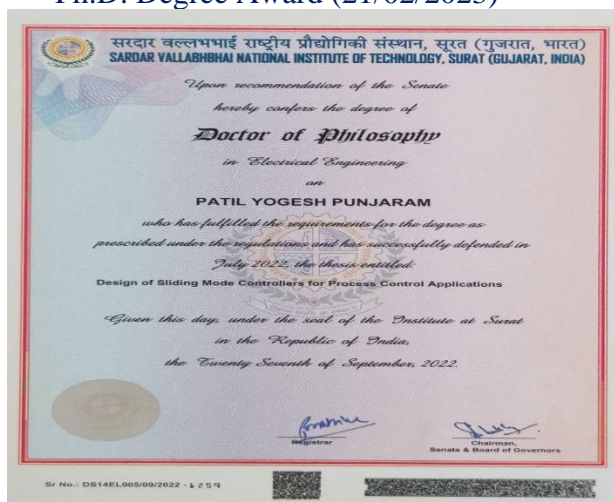 Ph.D. Degree Award (21/02/2023)
सरदार वल्लभभाई राष्ट्रीय प्रौद्योगिकी संस्थान, सूरत (गुजरात, भारत)
SARDAR VALLABHBHAI NATIONAL INSTITUTE OF TECHNOLOGY, SURAT (GUJARAT, INDIA)
Upon recommendation of the Senate
hereby confers the degree of
Doctor of Philosophy
in Electrical Engineering
on
PATIL YOGESH PUNJARAM
who has fulfilled the requirements for the degree as
prescribed under the regulations and has successfully defended in
July 2022, the thesis entitled:
Design of Sliding Mode Controllers for Process Control Applications
Given this day, under the seal of the Institute at Surat
in the Republic of India,
the Twenty Seventh of September, 2022.
Registrar
Chairman,
Senate & Board of Governors
Sr No.: DS14EL005/09/2022 - 1259